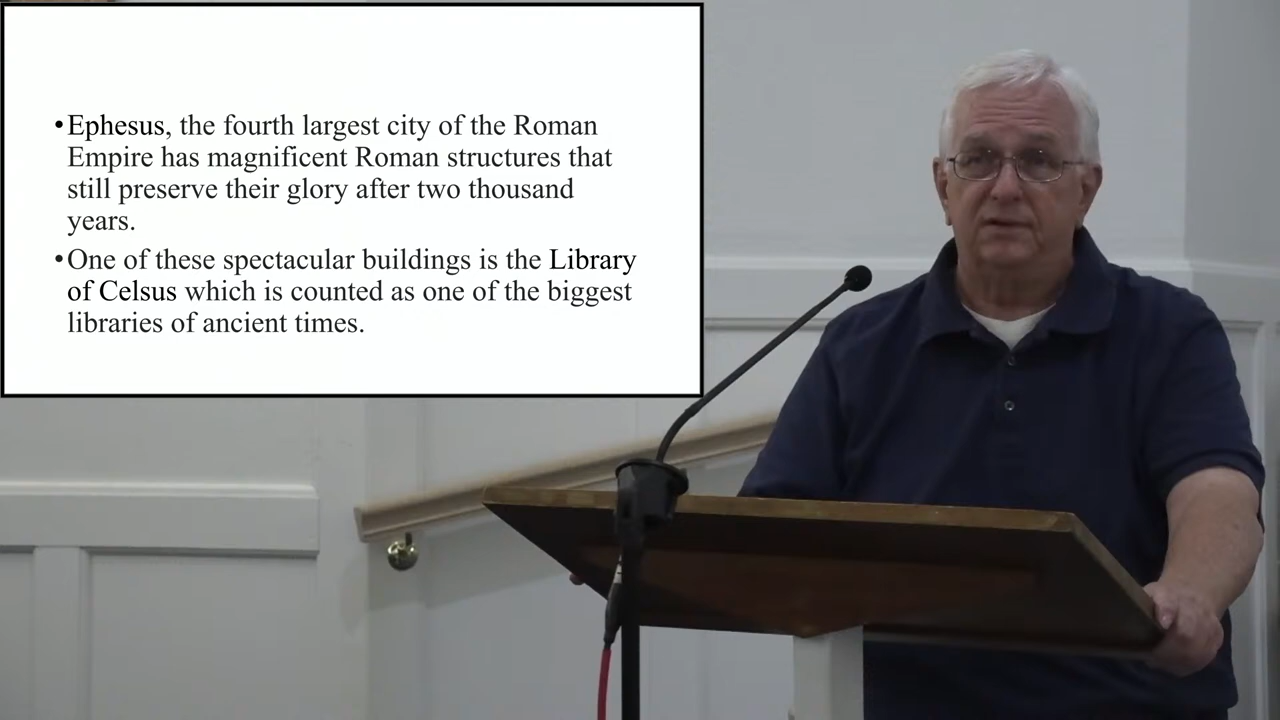 •Ephesus, the fourth largest city of the Roman
Empire has magnificent Roman structures that
still preserve their glory after two thousand
years.
•One of these spectacular buildings is the Library
of Celsus which is counted as one of the biggest
libraries of ancient times.